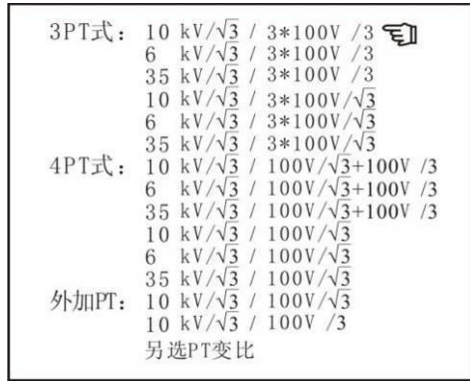 3PT式: 10 kV/√3 / 3*100V /3
6 kV/√3 / 3*100V /3
35 kV/√3 / 3*100V /3
10 kV/√3 / 3*100V/√3
6 kV/√3 / 3*100V/√3
35 kV/√3 / 3*100V/√3
4PT式: 10 kV/√3 / 100V/√3+100V /3
6 kV/√3 / 100V/√3+100V /3
35 kV/√3 / 100V/√3+100V /3
10 kV/√3 / 100V/√3
6 kV/√3 / 100V/√3
35 kV/√3 / 100V/√3
外加PT: 10 kV/√3 / 100V/√3
10 kV/√3 / 100V /3
另选PT变比